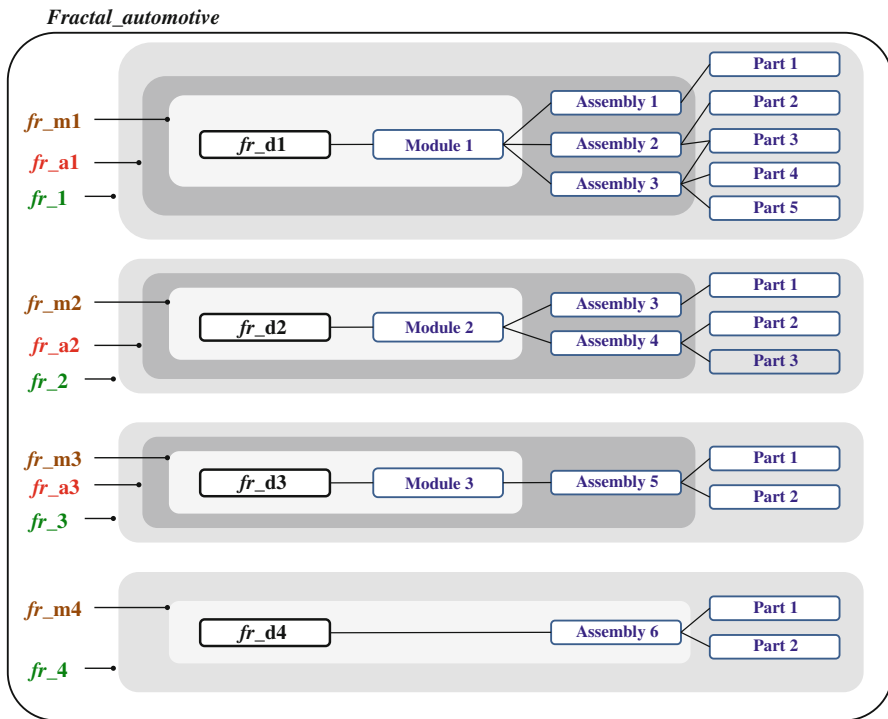 Fractal_automotive
Part 1
fr_m1
Assembly 1
Part 2
fr_d1
Module 1
Assembly 2
Part 3
fr_a1
Assembly 3
Part 4
fr_1
Part 5
fr_m2
Assembly 3
Part 1
fr_d2
Module 2
Part 2
fr_a2
Assembly 4
Part 3
fr_2
fr_m3
Part 1
fr_d3
Module 3
Assembly 5
fr_a3
Part 2
fr_3
fr_m4
Part 1
fr_d4
Assembly 6
Part 2
fr_4